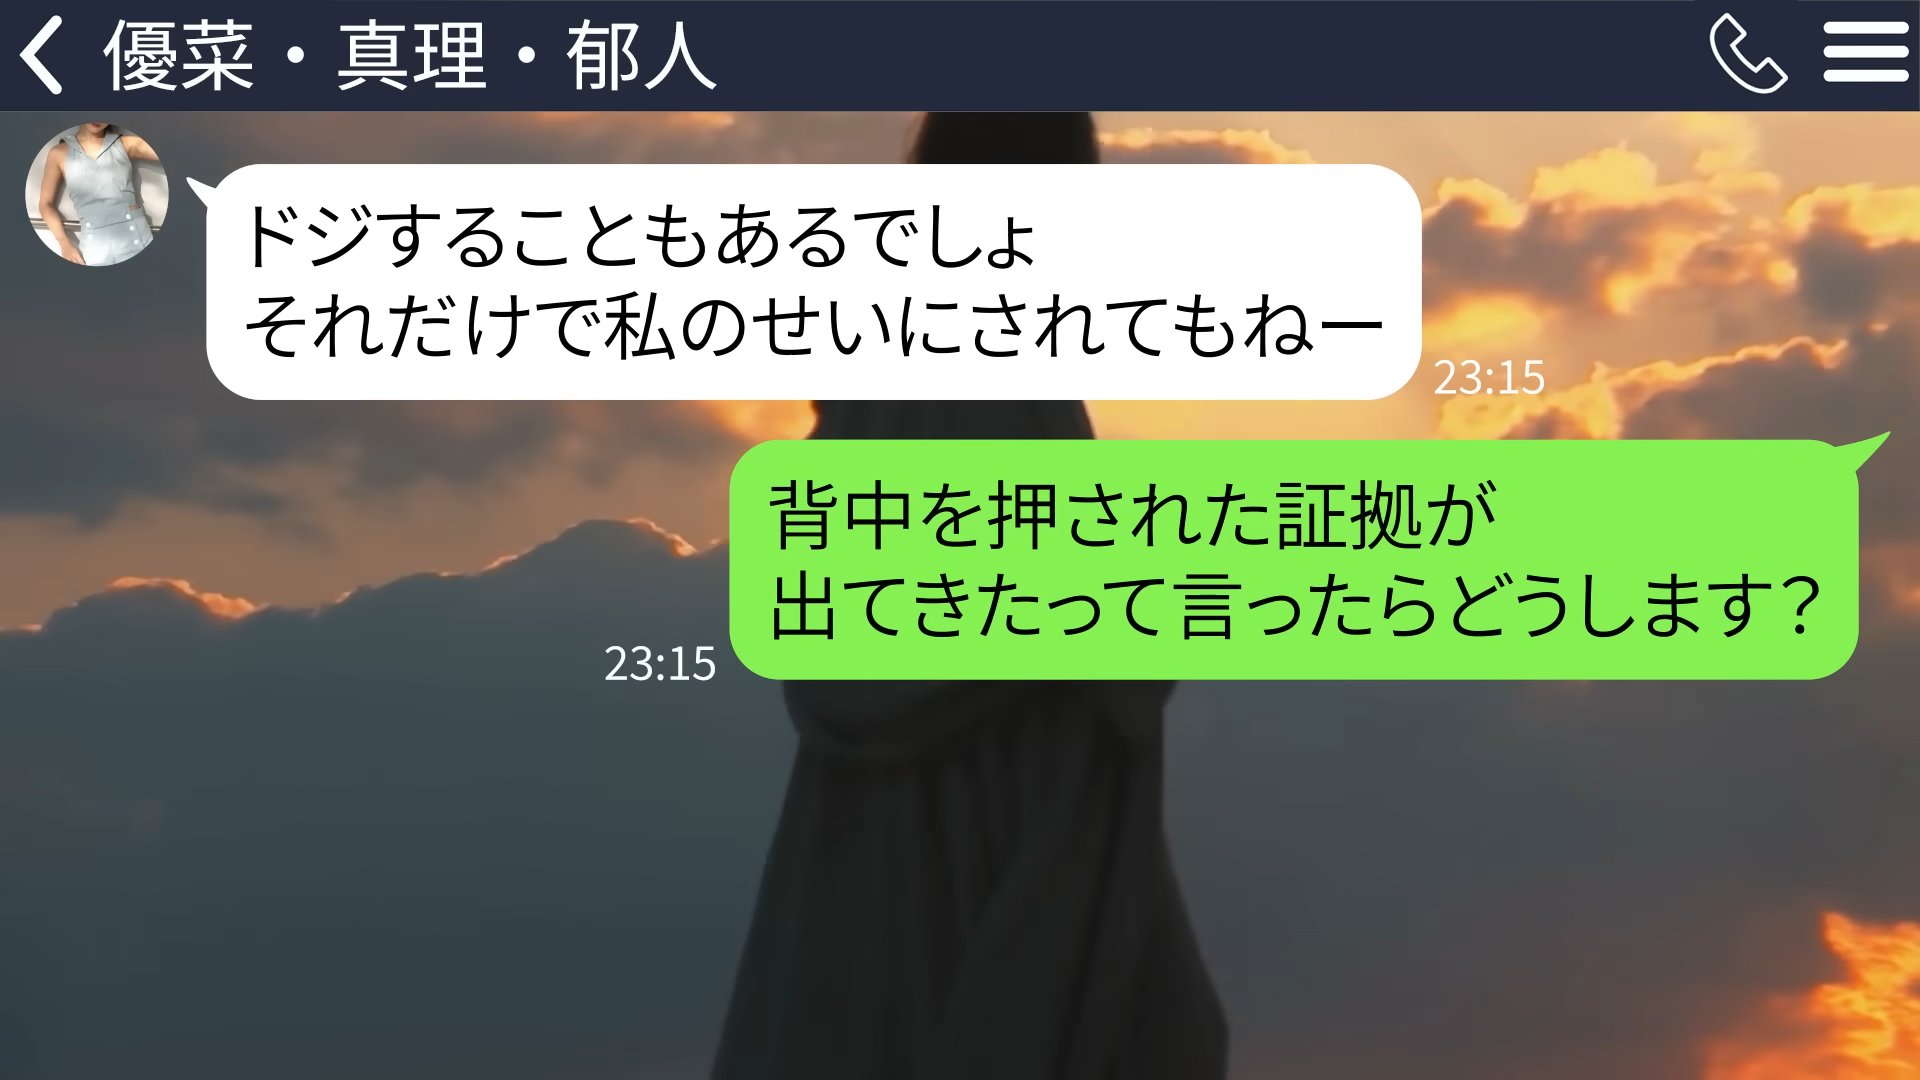 優菜・真理・郁人
ドジすることもあるでしょ
それだけで私のせいにされてもねー
23:15
背中を押された証拠が
出てきたって言ったらどうします？
23:15